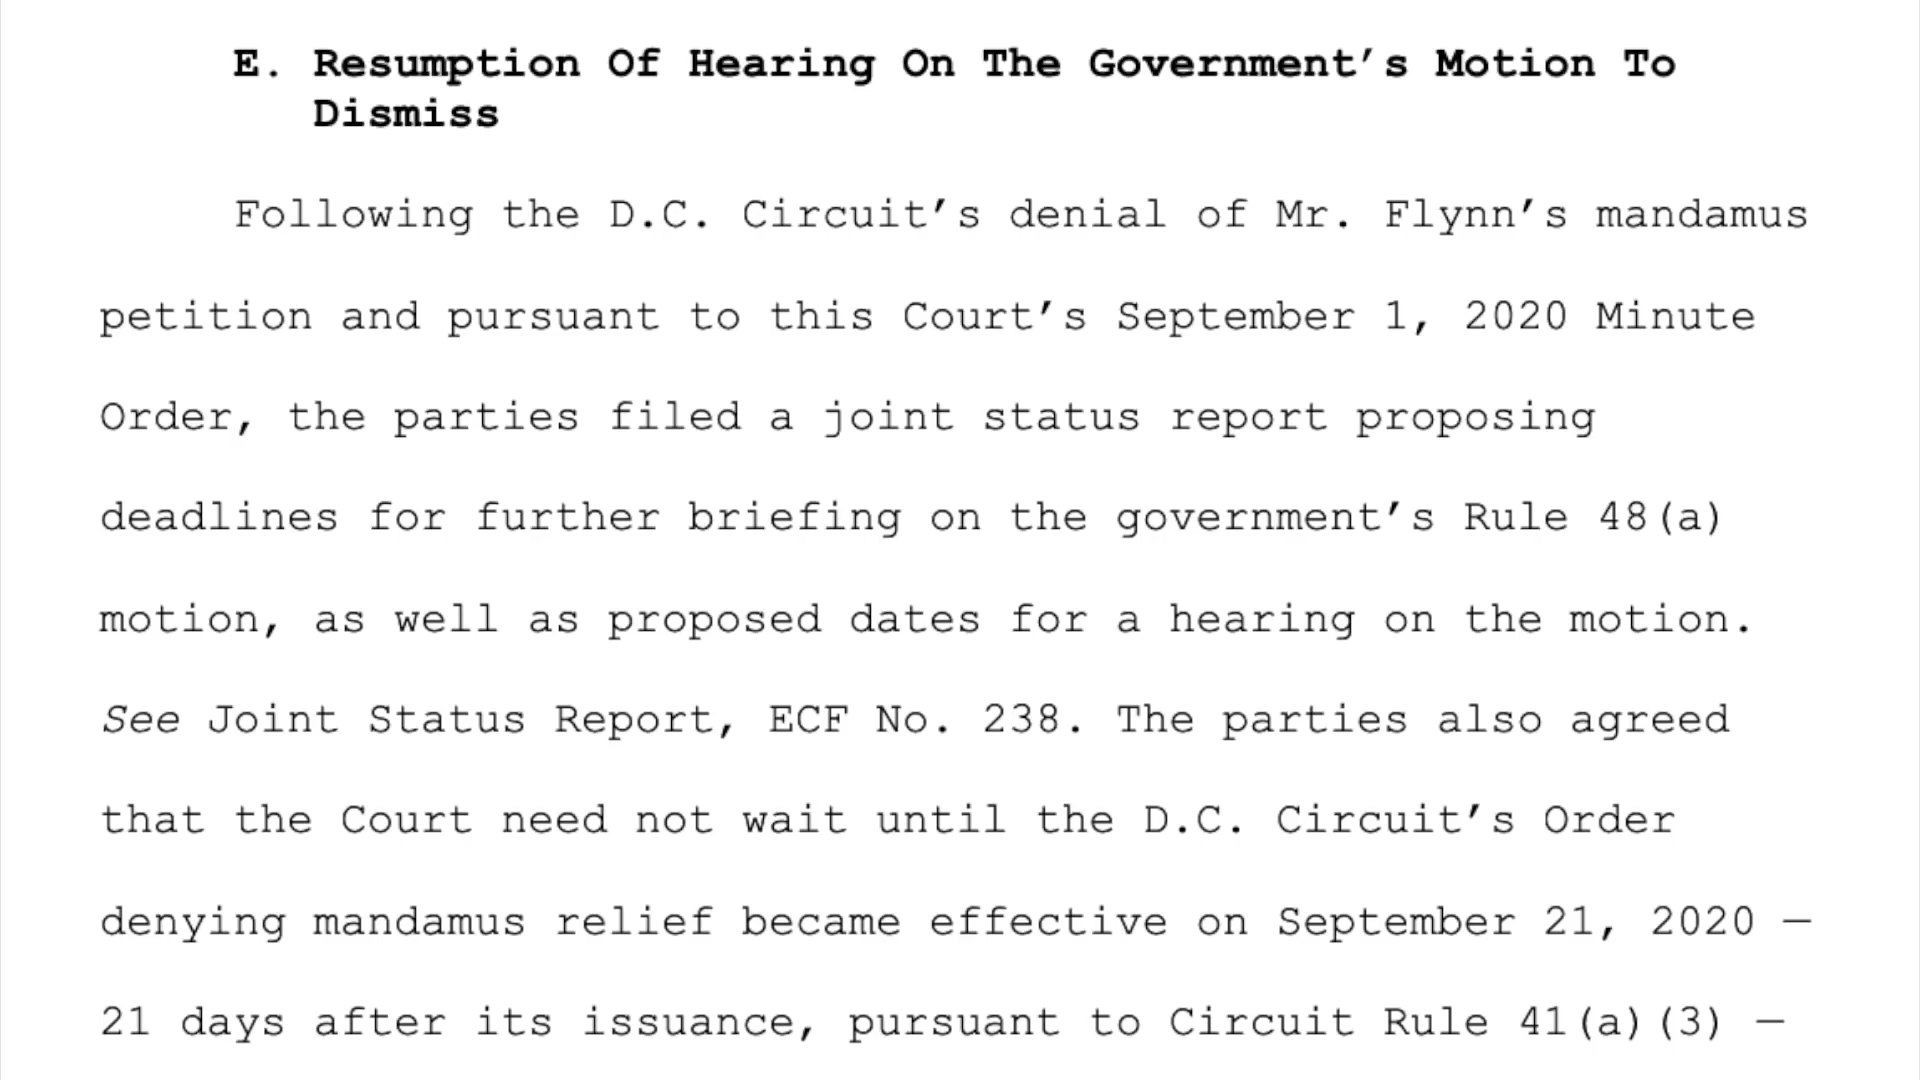 E. Resumption Of Hearing On The Government’s Motion To
Dismiss
Following the D.C. Circuit’s denial of Mr. Flynn’s mandamus
petition and pursuant to this Court’s September 1, 2020 Minute
Order, the parties filed a joint status report proposing
deadlines for further briefing on the government’s Rule 48(a)
motion, as well as proposed dates for a hearing on the motion.
See Joint Status Report, ECF No. 238. The parties also agreed
that the Court need not wait until the D.C. Circuit’s Order
denying mandamus relief became effective on September 21, 2020 —
21 days after its issuance, pursuant to Circuit Rule 41(a)(3) —